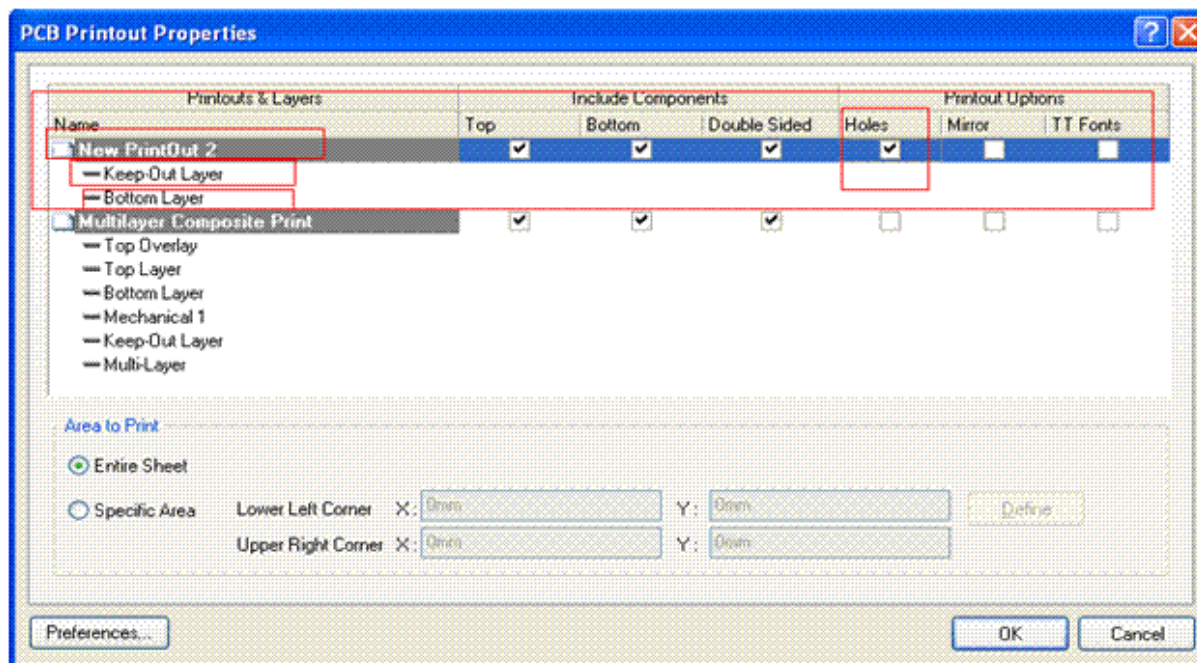 PCB Printout Properties
Printouts & Layers Include Components Printout Options
Name Top Bottom Double Sided Holes Mirror TT Fonts
New PrintOut 2
Keep-Out Layer
Bottom Layer
Multilayer Composite Print
Top Overlay
Top Layer
Bottom Layer
Mechanical 1
Keep-Out Layer
Multi-Layer
Area to Print
Entire Sheet
Specific Area Lower Left Corner X: 0mm Y: 0mm Define
Upper Right Corner X: 0mm Y: 0mm
Preferences... OK Cancel